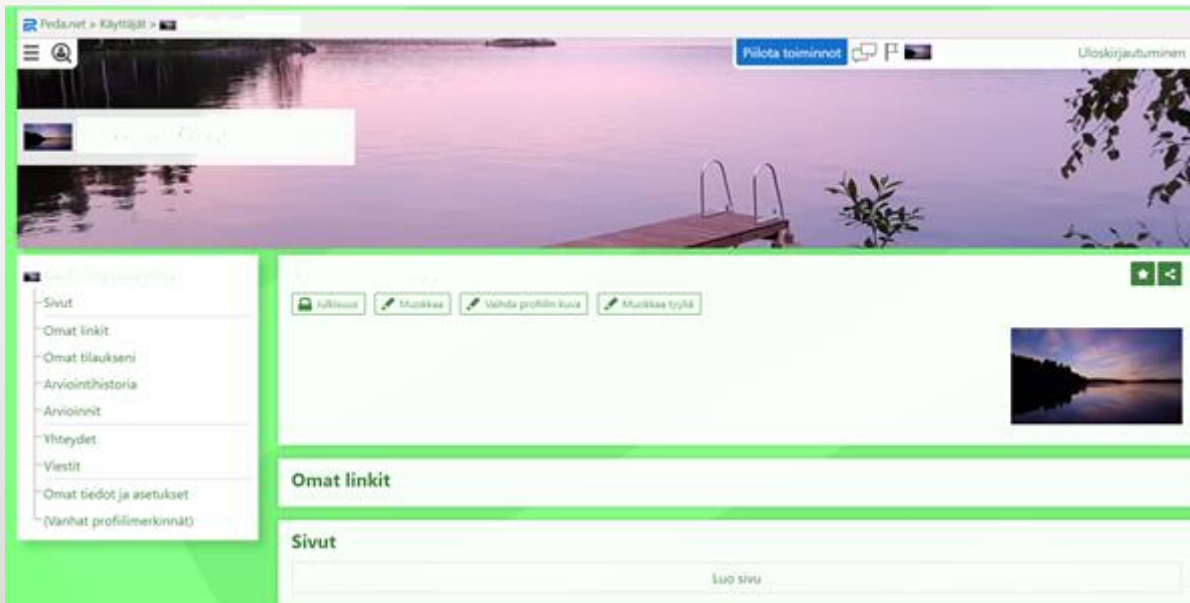 Peda.net > Käyttäjät >
Piilota toiminnot
Uloskirjautuminen
Sivut
Omat linkit
Omat tilaukseni
Arviointihistoria
Arvioinnit
Yhteydet
Viestit
Omat tiedot ja asetukset
(Vanhat profiilimerkinnät)
Julkisuus Muokkaa Vaihda profiilin kuva Muokkaa tyyliä
Omat linkit
Sivut
Luo sivu